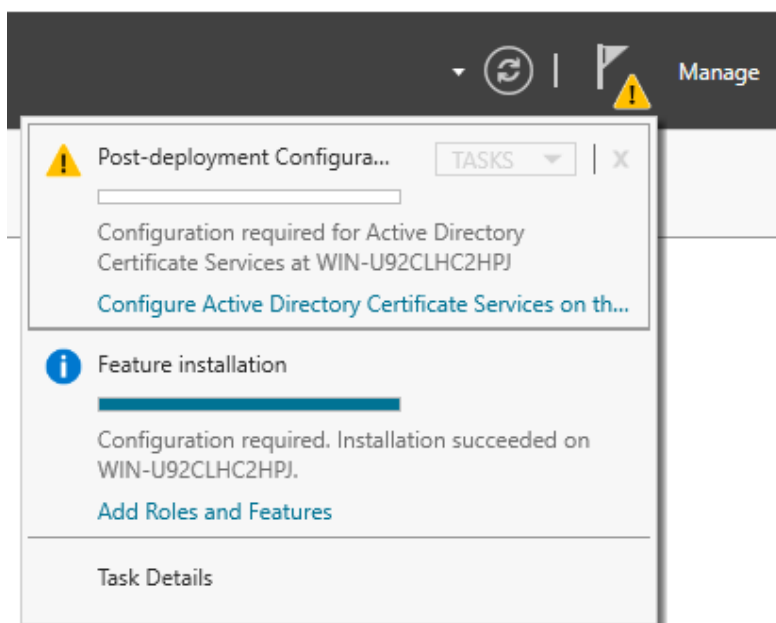 Manage
Post-deployment Configura...
TASKS
X
Configuration required for Active Directory
Certificate Services at WIN-U92CLHC2HPJ
Configure Active Directory Certificate Services on th...
Feature installation
Configuration required. Installation succeeded on
WIN-U92CLHC2HPJ.
Add Roles and Features
Task Details